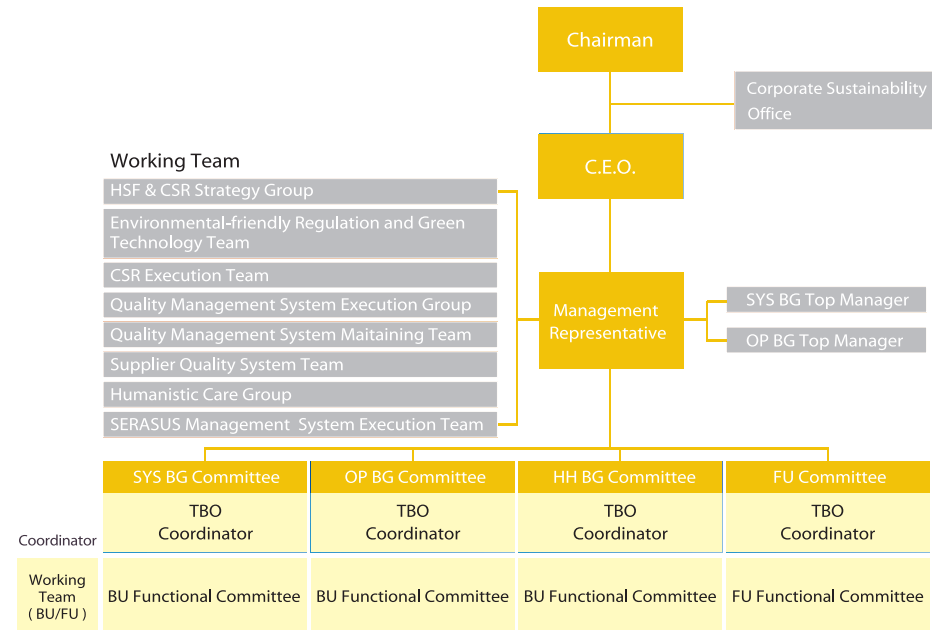 Chairman
Corporate Sustainability
Office
C.E.O.
Working Team
HSF & CSR Strategy Group
Environmental-friendly Regulation and Green
Technology Team
CSR Execution Team
Quality Management System Execution Group
Quality Management System Maitaining Team
Supplier Quality System Team
Humanistic Care Group
SERASUS Management System Execution Team
Management
Representative
SYS BG Top Manager
OP BG Top Manager
SYS BG Committee
OP BG Committee
HH BG Committee
FU Committee
TBO
Coordinator
TBO
Coordinator
TBO
Coordinator
TBO
Coordinator
Coordinator
Working
Team
( BU/FU )
BU Functional Committee
BU Functional Committee
BU Functional Committee
FU Functional Committee